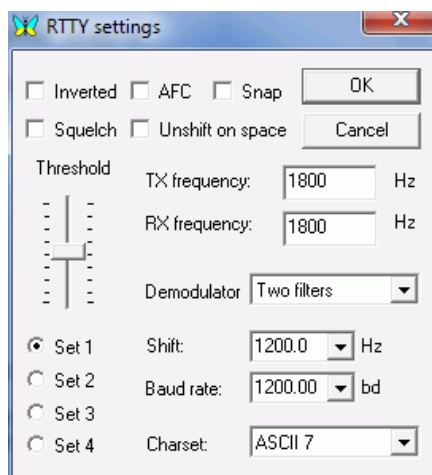 RTTY settings
Inverted AFC Snap OK
Squelch Unshift on space Cancel
Threshold
TX frequency: 1800 Hz
RX frequency: 1800 Hz
Demodulator Two filters
Set 1 Shift: 1200.0 Hz
Set 2 Baud rate: 1200.00 bd
Set 3
Set 4 Charset: ASCII 7